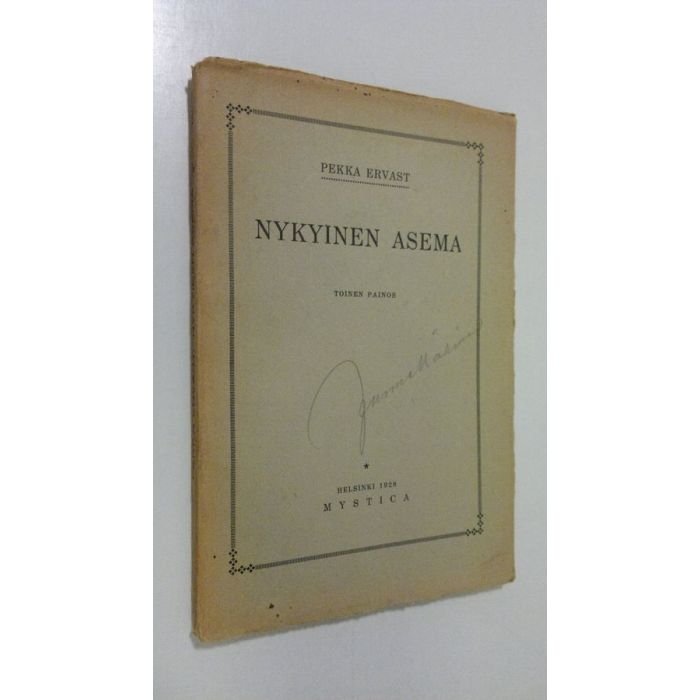 PEKKA ERVAST
NYKYINEN ASEMA
TOINEN PAINOS
HELSINKI 1928
MYSTICA